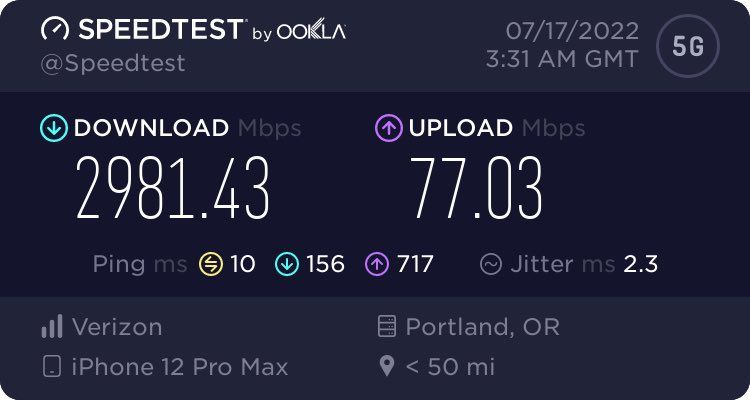 SPEEDTEST® by OOKLA®
@Speedtest
07/17/2022
3:31 AM GMT
5G
DOWNLOAD Mbps
2981.43
UPLOAD Mbps
77.03
Ping ms 10 156 717 Jitter ms 2.3
Verizon
Portland, OR
iPhone 12 Pro Max
< 50 mi